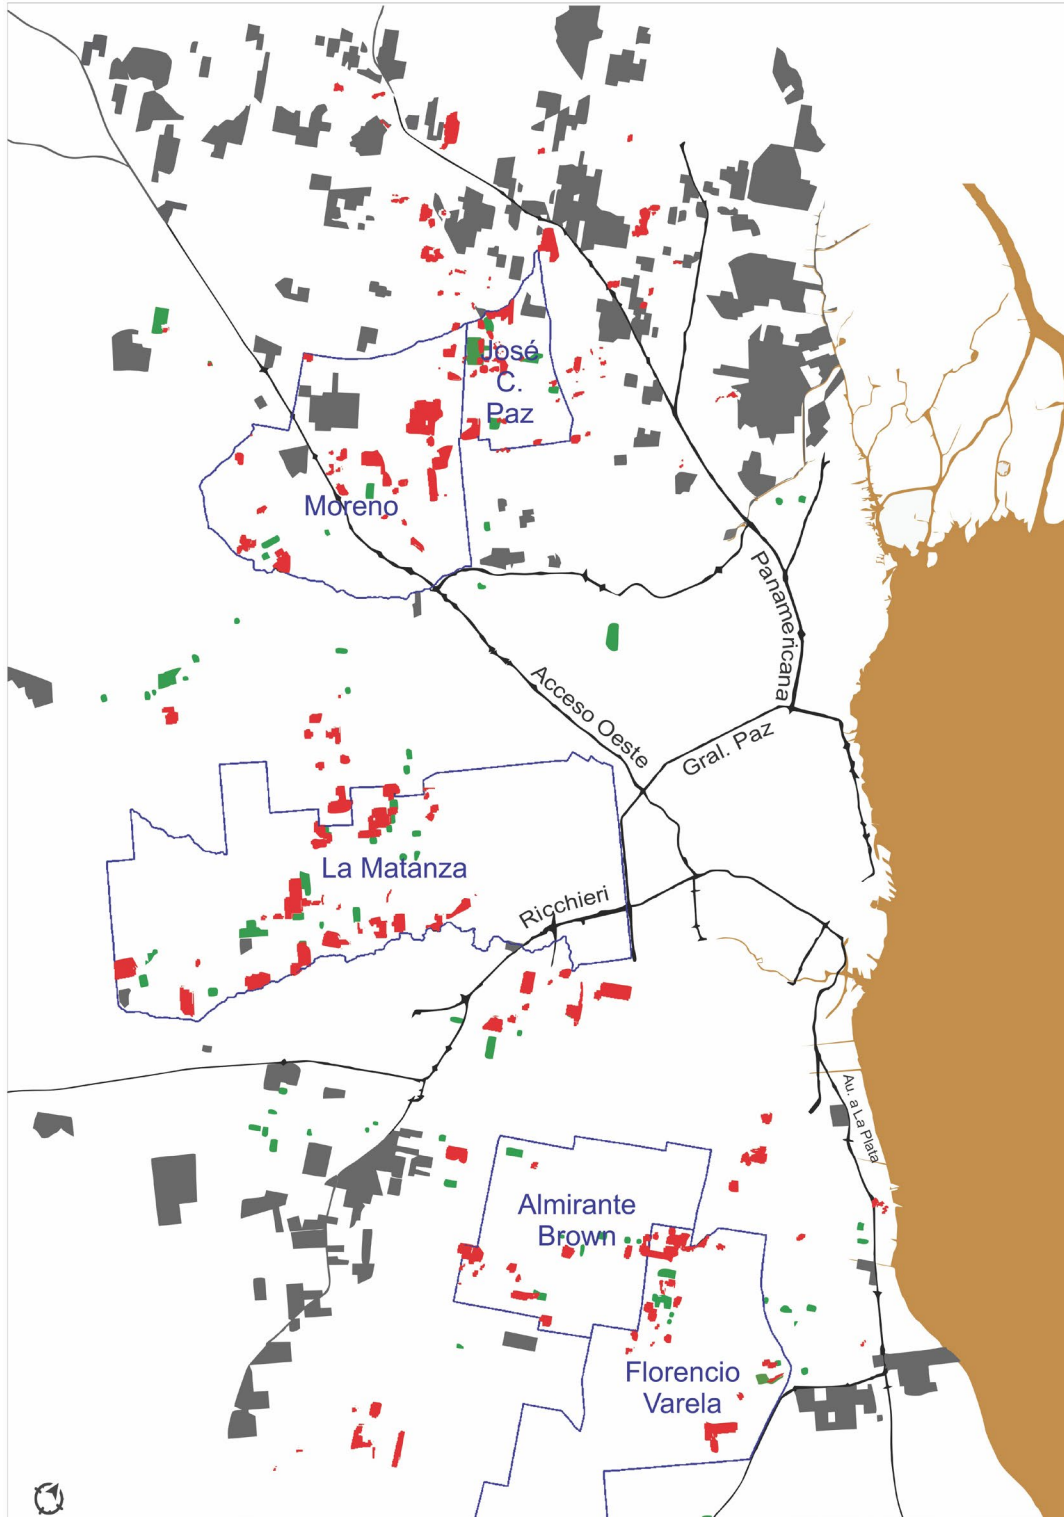 José
C.
Paz
Moreno
Panamericana
Acceso Oeste
Gral. Paz
La Matanza
Ricchieri
Au. a La Plata
Almirante
Brown
Florencio
Varela